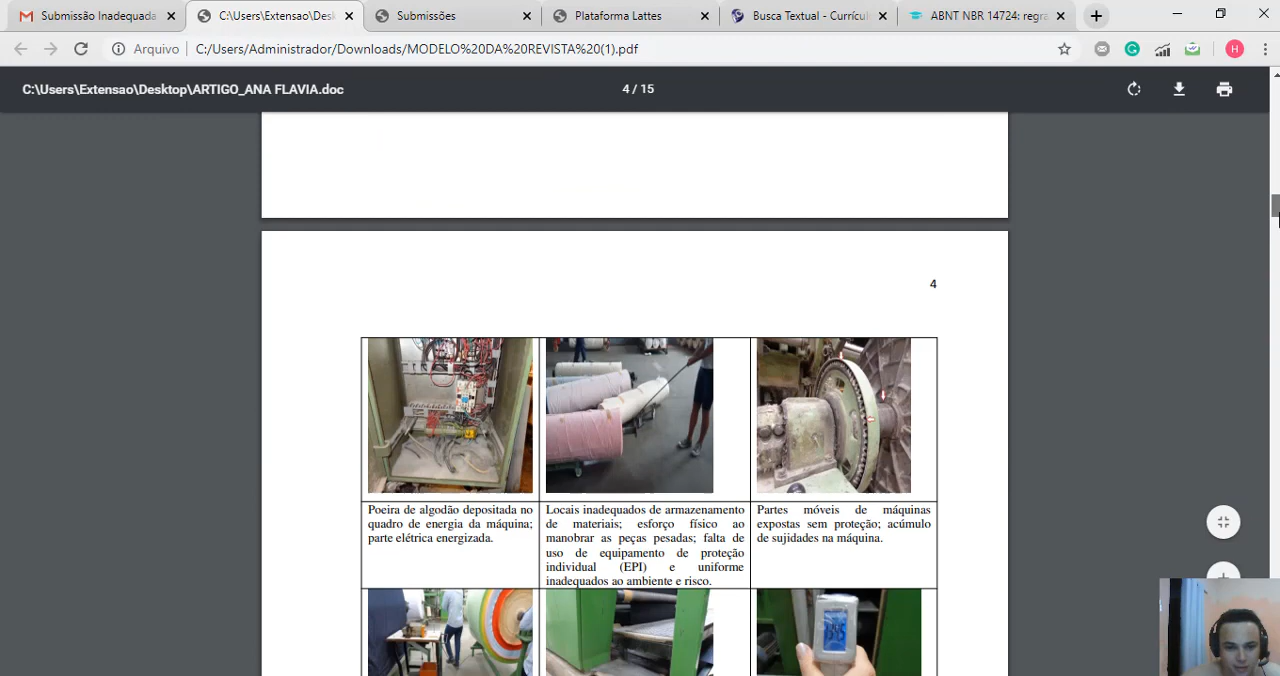 Submissão Inadequada
C:\Users\Extensao\Des
Submissões
Plataforma Lattes
Busca Textual - Currícu
ABNT NBR 14724: regra
Arquivo
C:/Users/Administrador/Downloads/MODELO%20DA%20REVISTA%20(1).pdf
H
C:\Users\Extensao\Desktop\ARTIGO_ANA FLAVIA.doc
4 / 15
4
Poeira de algodão depositada no
quadro de energia da máquina;
parte elétrica energizada.
Locais inadequados de armazenamento
de materiais; esforço físico ao
manobrar as peças pesadas; falta de
uso de equipamento de proteção
individual (EPI) e uniforme
inadequados ao ambiente e risco.
Partes móveis de máquinas
expostas sem proteção; acúmulo
de sujidades na máquina.